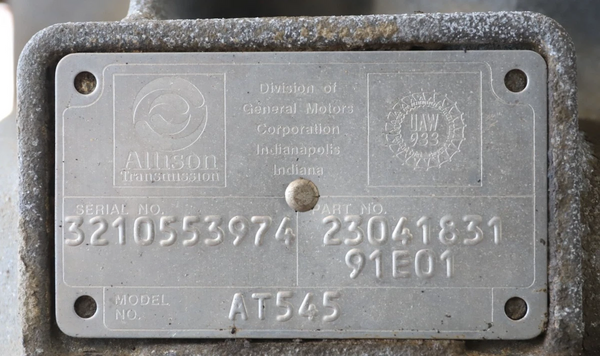 Allison
Transmission
Division of
General Motors
Corporation
Indianapolis
Indiana
UAW
933
SERIAL NO.
3210553974
PART NO.
23041831
91E01
MODEL
NO.
AT545